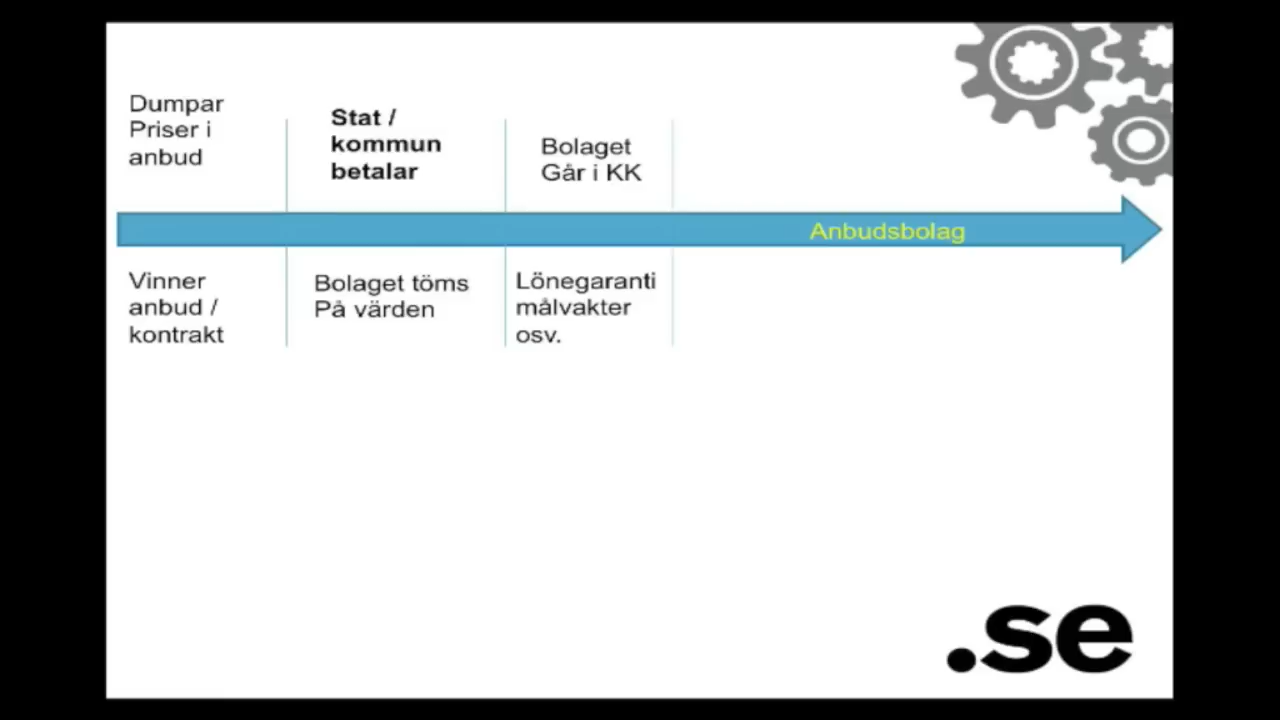 Dumpar
Priser i
anbud
Stat /
kommun
betalar
Bolaget
Går i KK
Anbudsbolag
Vinner
anbud /
kontrakt
Bolaget töms
På värden
Lönegaranti
målvakter
osv.
.se